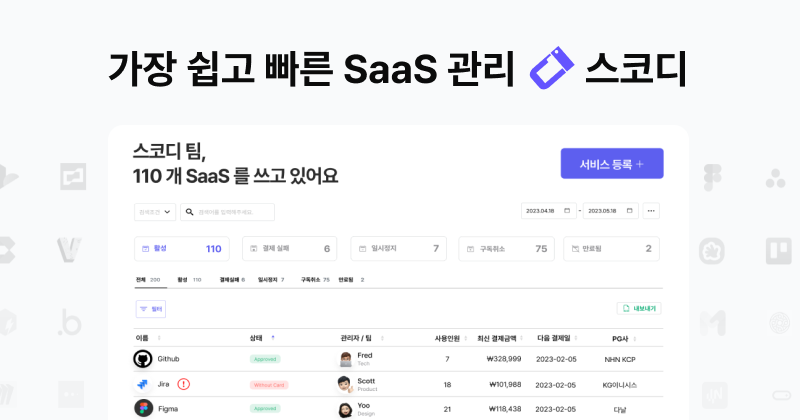 가장 쉽고 빠른 SaaS 관리 스코디
스코디 팀,
110 개 SaaS 를 쓰고 있어요
서비스 등록 +
검색조건
검색어를 입력해주세요
2023.04.18 - 2023.05.18
활성 110
결제 실패 6
일시정지 7
구독취소 75
만료됨 2
전체 200 활성 110 결제실패 6 일시정지 7 구독취소 75 만료됨 2
필터
내보내기
이름 상태 관리자 / 팀 사용인원 최신 결제금액 다음 결제일 PG사
Github Approved Fred 7 ₩328,999 2023-02-05 NHN KCP
Tech
Jira Without Card Scott 18 ₩101,988 2023-02-05 KG이니시스
Product
Figma Approved Yoo 21 ₩118,438 2023-02-05 다날
Design